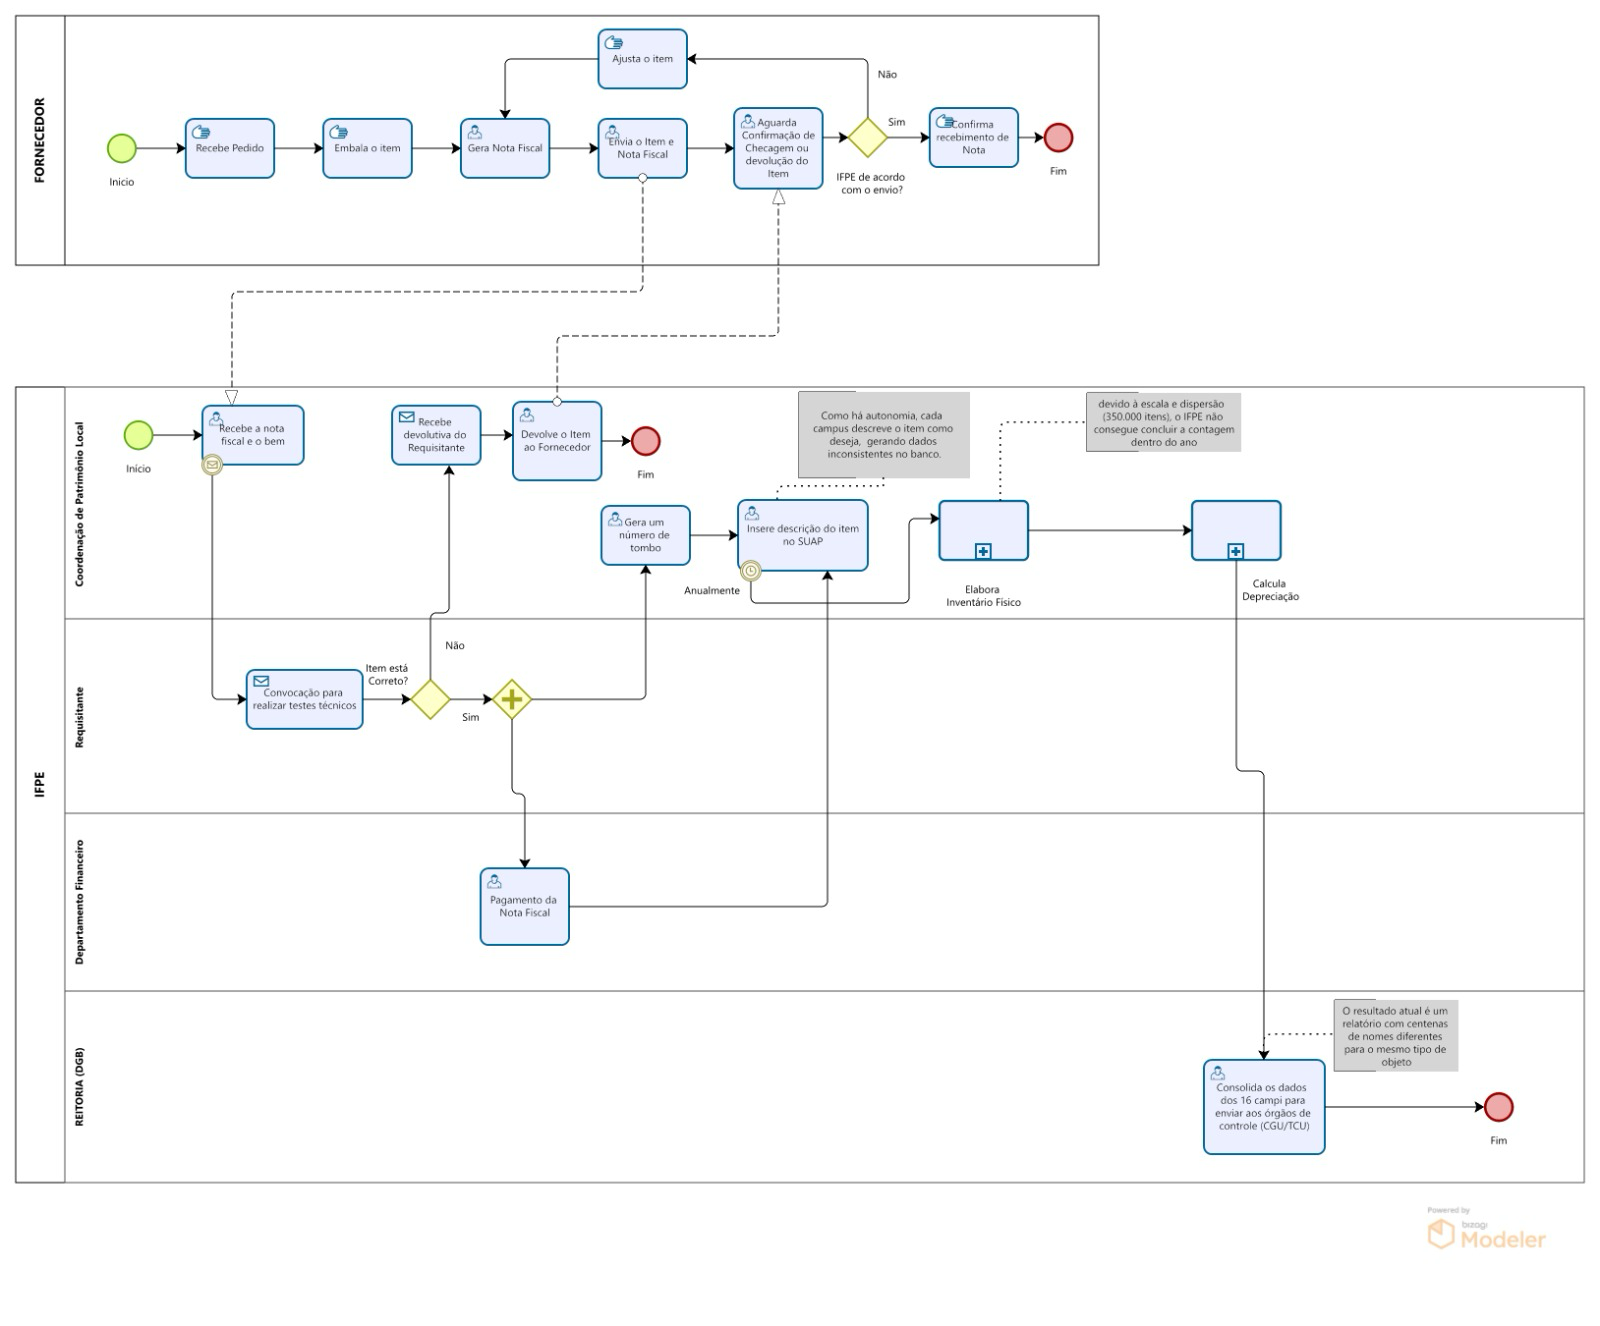 FORNECEDOR
Ajusta o item
Não
Recebe Pedido
Embala o item
Gera Nota Fiscal
Envia o Item e
Nota Fiscal
Aguarda
Confirmação de
Checagem ou
devolução do
Item
Sim
Confirma
recebimento de
Nota
Inicio
IFPE de acordo
com o envio?
Fim
IFPE
Coordenação de Patrimônio Local
Recebe a nota
fiscal e o bem
Início
Recebe
devolutiva do
Requisitante
Devolve o Item
ao Fornecedor
Fim
Como há autonomia, cada
campus descreve o item como
deseja, gerando dados
inconsistentes no banco.
devido à escala e dispersão
(350.000 itens), o IFPE não
consegue concluir a contagem
dentro do ano
Gera um
número de
tombo
Insere descrição do item
no SUAP
Anualmente
Elabora
Inventário Físico
Calcula
Depreciação
Requisitante
Não
Item está
Correto?
Convocação para
realizar testes técnicos
Sim
Departamento Financeiro
Pagamento da
Nota Fiscal
REITORIA (DGB)
O resultado atual é um
relatório com centenas
de nomes diferentes
para o mesmo tipo de
objeto
Consolida os dados
dos 16 campi para
enviar aos órgãos de
controle (CGU/TCU)
Fim
Powered by
bizagi
Modeler